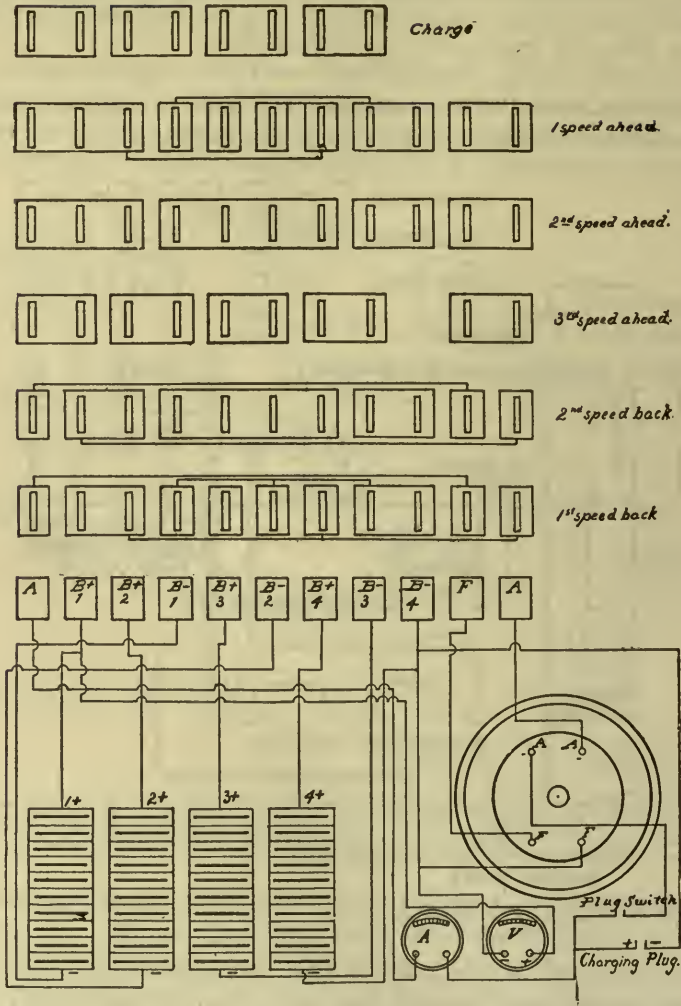 Charge
1 speed ahead.
2nd speed ahead.
3rd speed ahead.
2nd speed back.
1st speed back
A B+ B+ B- B+ B- B+ B- B- F A
1 2 1 3 2 4 3 4
A A
- -
1+ 2+ 3+ 4+
F F
Plug Switch
A V
- +
+ -
Charging Plug.
- - - -